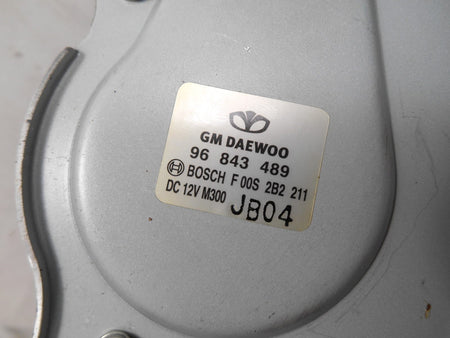 GM DAEWOO
96 843 489
BOSCH F 00S 2B2 211
DC 12V M300 JB04